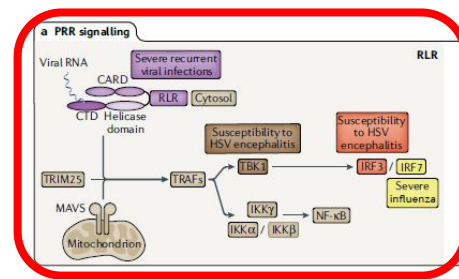 a PRR signalling
RLR
Viral RNA
CARD
Severe recurrent
viral infections
RLR
Cytosol
CTD
Helicase
domain
Susceptibility to
HSV
encephalitis
Susceptibility
to HSV
encephalitis
TRIM25
TRAFs
TBK1
IRF3 / IRF7
Severe
influenza
MAVS
IKKγ
NF-κB
IKKα / IKKβ
Mitochondrion